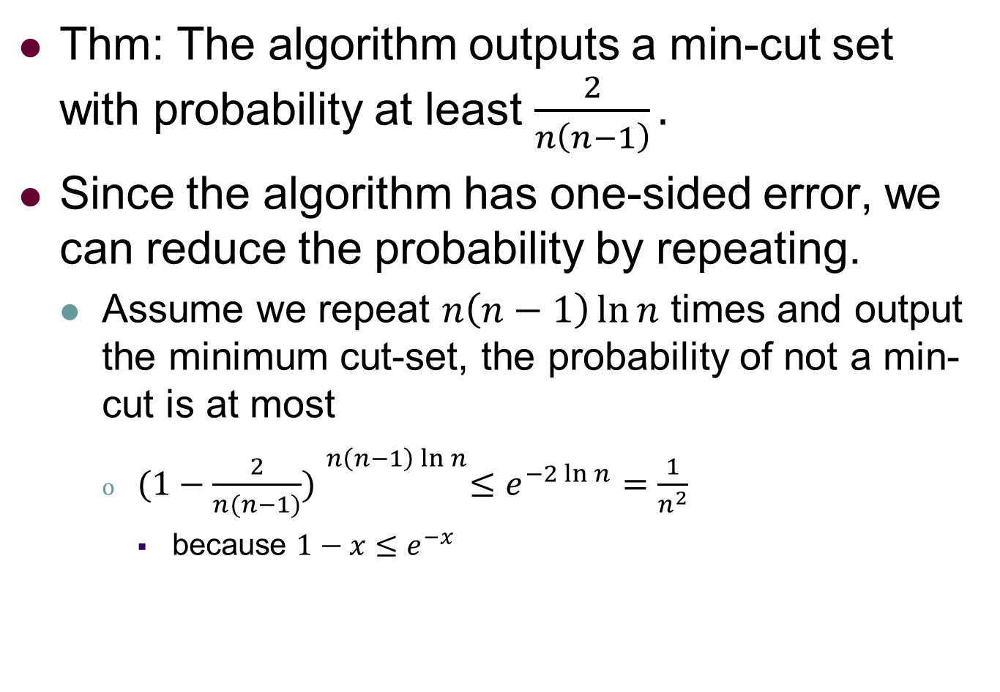 ● Thm: The algorithm outputs a min-cut set
with probability at least \frac{2}{n(n-1)}.
● Since the algorithm has one-sided error, we
can reduce the probability by repeating.
● Assume we repeat n(n − 1) ln n times and output
the minimum cut-set, the probability of not a min-
cut is at most
o (1 − \frac{2}{n(n−1)})^{n(n−1) ln n} ≤ e^{−2 ln n} = \frac{1}{n^2}
▪ because 1 − x ≤ e^{−x}